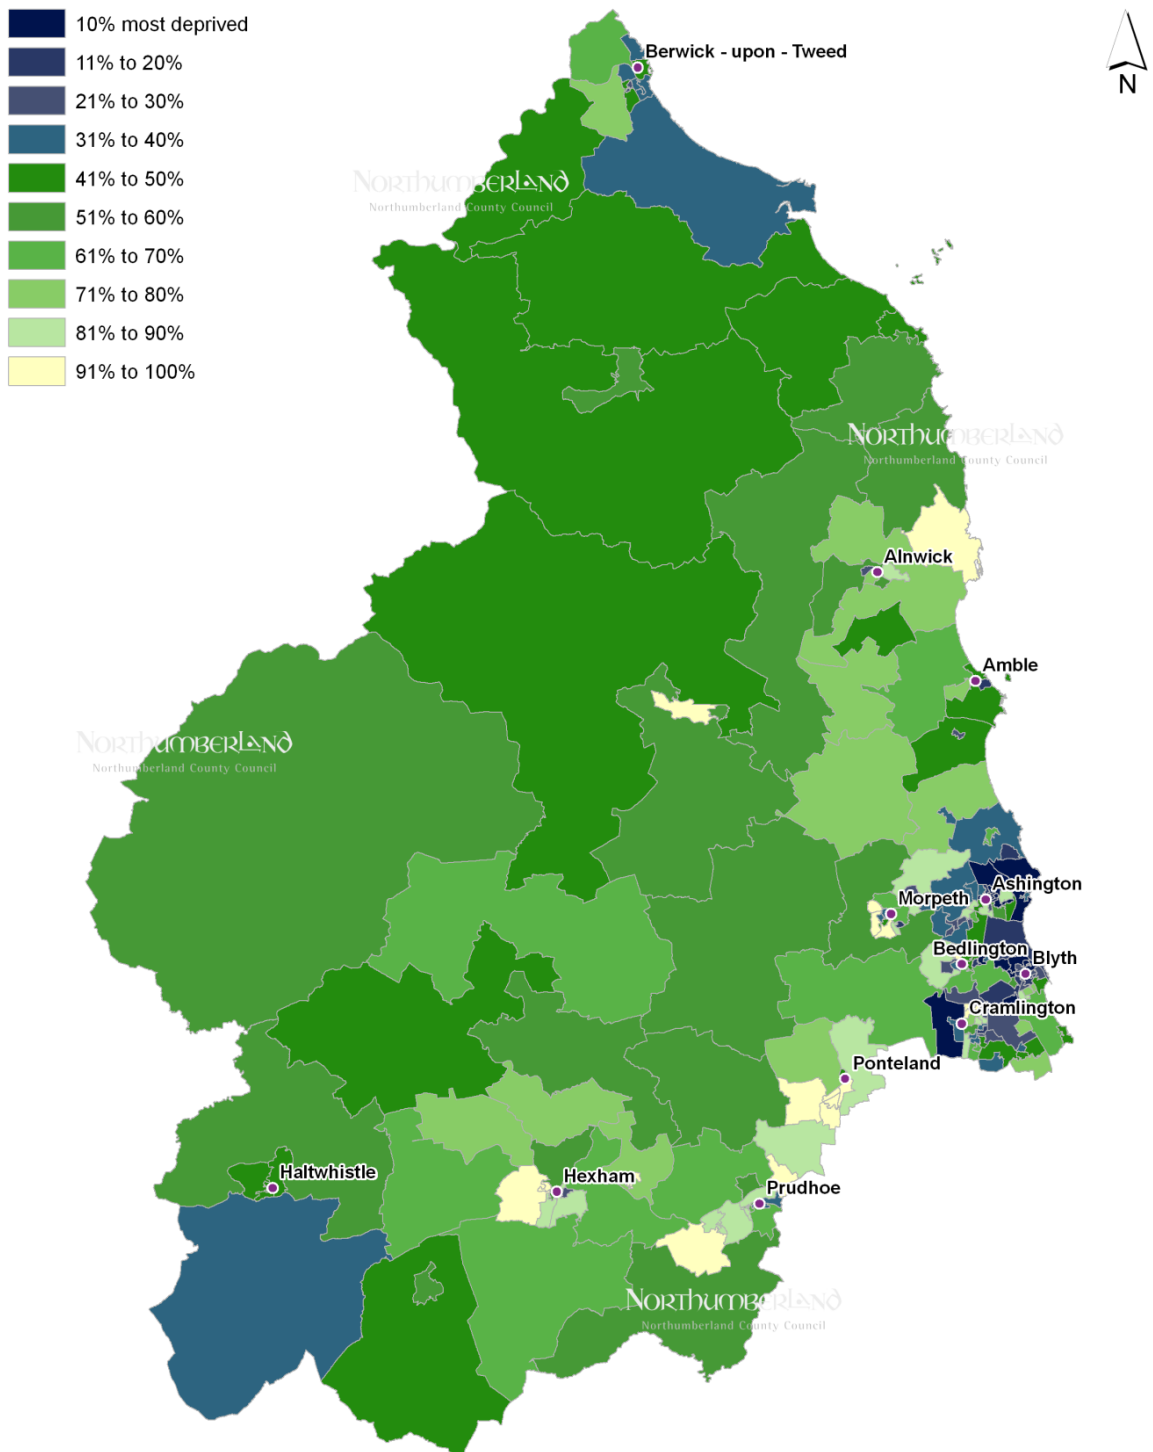 10% most deprived
11% to 20%
21% to 30%
31% to 40%
41% to 50%
51% to 60%
61% to 70%
71% to 80%
81% to 90%
91% to 100%
N
Berwick - upon - Tweed
NORTHUMBERLAND
Northumberland County Council
NORTHUMBERLAND
Northumberland County Council
Alnwick
Amble
NORTHUMBERLAND
Northumberland County Council
Ashington
Morpeth
Bedlington
Blyth
Cramlington
Ponteland
Haltwhistle
Hexham
Prudhoe
NORTHUMBERLAND
Northumberland County Council